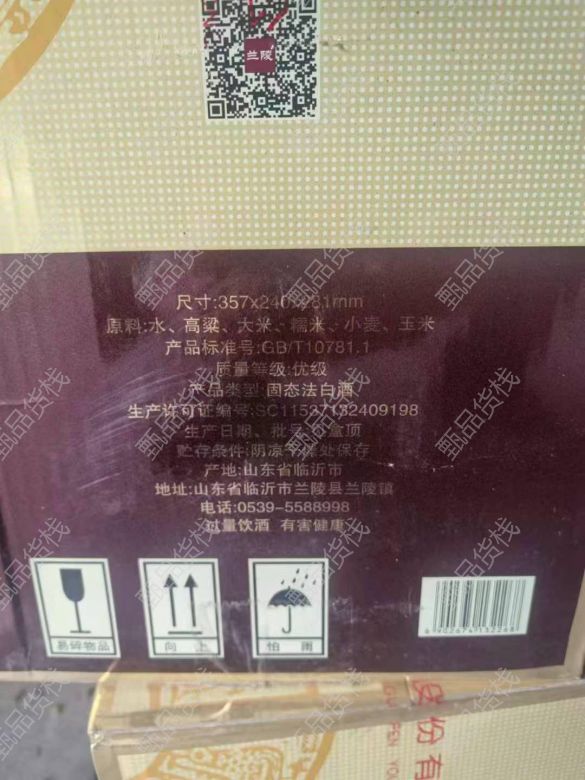 兰陵
尺寸:357x240x281mm
原料:水、高粱、大米、糯米、小麦、玉米
产品标准号:GB/T10781.1
质量等级:优级
产品类型:固态法白酒
生产许可证编号:SC11537132409198
生产日期、批号:见盒顶
贮存条件:阴凉干燥处保存
产地:山东省临沂市
地址:山东省临沂市兰陵县兰陵镇
电话:0539-5588998
过量饮酒 有害健康
易碎物品
向上
怕雨
6902676132268
份有
甄品货栈